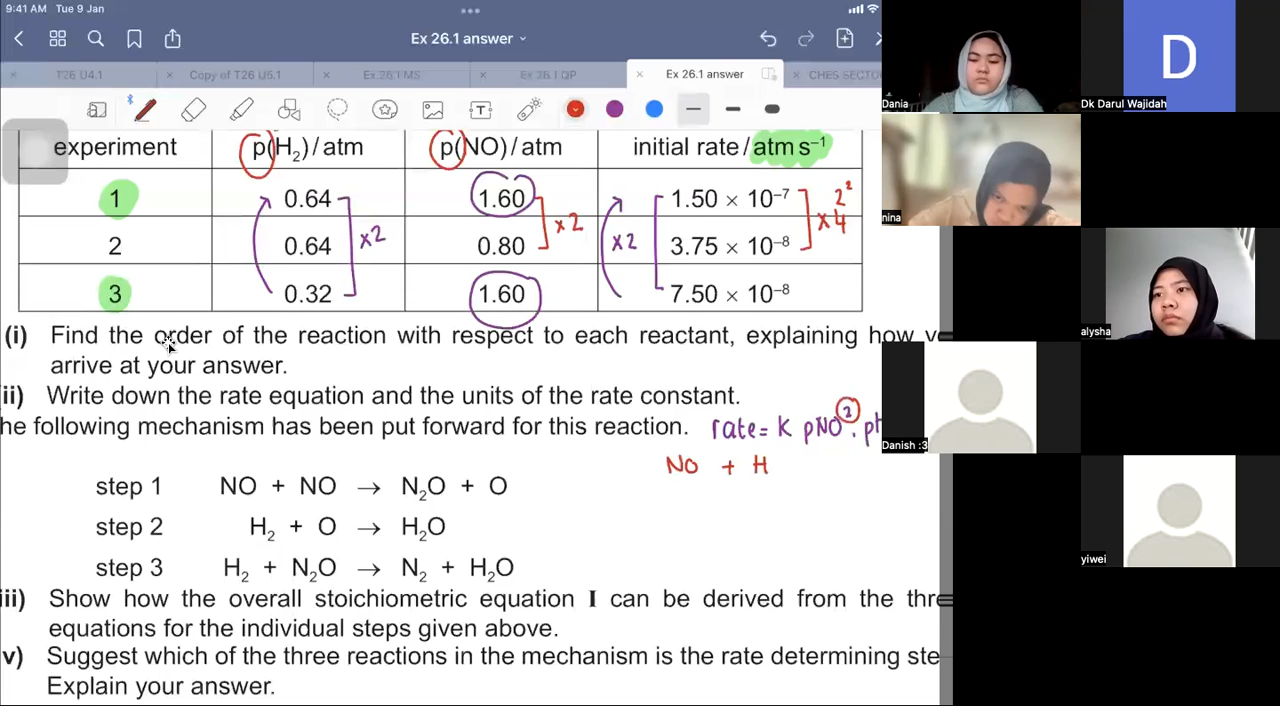 9:41 AM Tue 9 Jan
Ex 26.1 answer
T26 U4.1
Copy of T26 U5.1
Ex 26.1 MS
Ex 26.1 QP
Ex 26.1 answer
CHES SECTO
experiment p(H₂)/atm p(NO)/atm initial rate/atm s⁻¹
1 0.64 1.60 1.50 × 10⁻⁷
2 0.64 0.80 3.75 × 10⁻⁸
3 0.32 1.60 7.50 × 10⁻⁸
×2
×2
×2
2²
×4
(i) Find the order of the reaction with respect to each reactant, explaining how y
arrive at your answer.
ii) Write down the rate equation and the units of the rate constant.
he following mechanism has been put forward for this reaction.
rate = k pNO². pH
NO + H
step 1 NO + NO → N₂O + O
step 2 H₂ + O → H₂O
step 3 H₂ + N₂O → N₂ + H₂O
iii) Show how the overall stoichiometric equation I can be derived from the thre
equations for the individual steps given above.
v) Suggest which of the three reactions in the mechanism is the rate determining ste
Explain your answer.
Dania
D
Dk Darul Wajidah
nina
alysha
Danish :3
yiwei